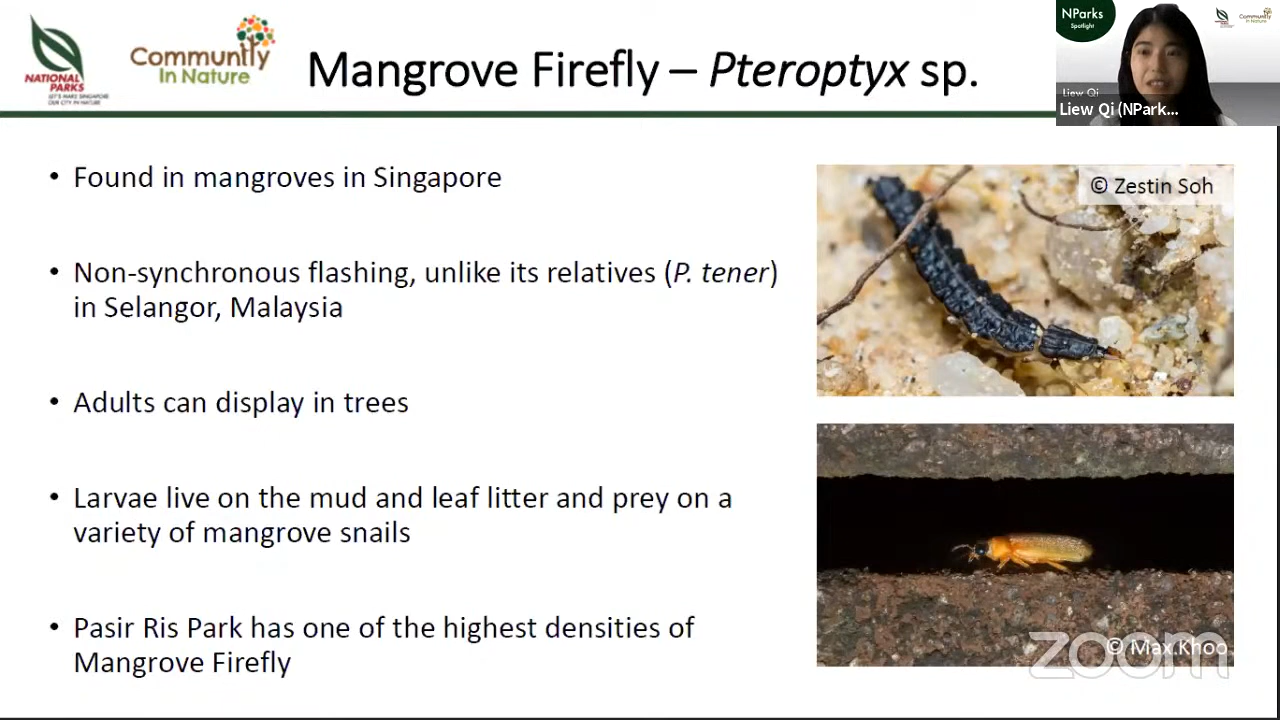 NATIONAL
PARKS
LET'S MAKE SINGAPORE
OUR CITY IN NATURE
Community
In Nature
Mangrove Firefly – Pteroptyx sp.
NParks
Spotlight
Liew Qi
Liew Qi (NPark...
• Found in mangroves in Singapore
• Non-synchronous flashing, unlike its relatives (P. tener)
in Selangor, Malaysia
• Adults can display in trees
• Larvae live on the mud and leaf litter and prey on a
variety of mangrove snails
• Pasir Ris Park has one of the highest densities of
Mangrove Firefly
© Zestin Soh
© Max.Khoo
zoom